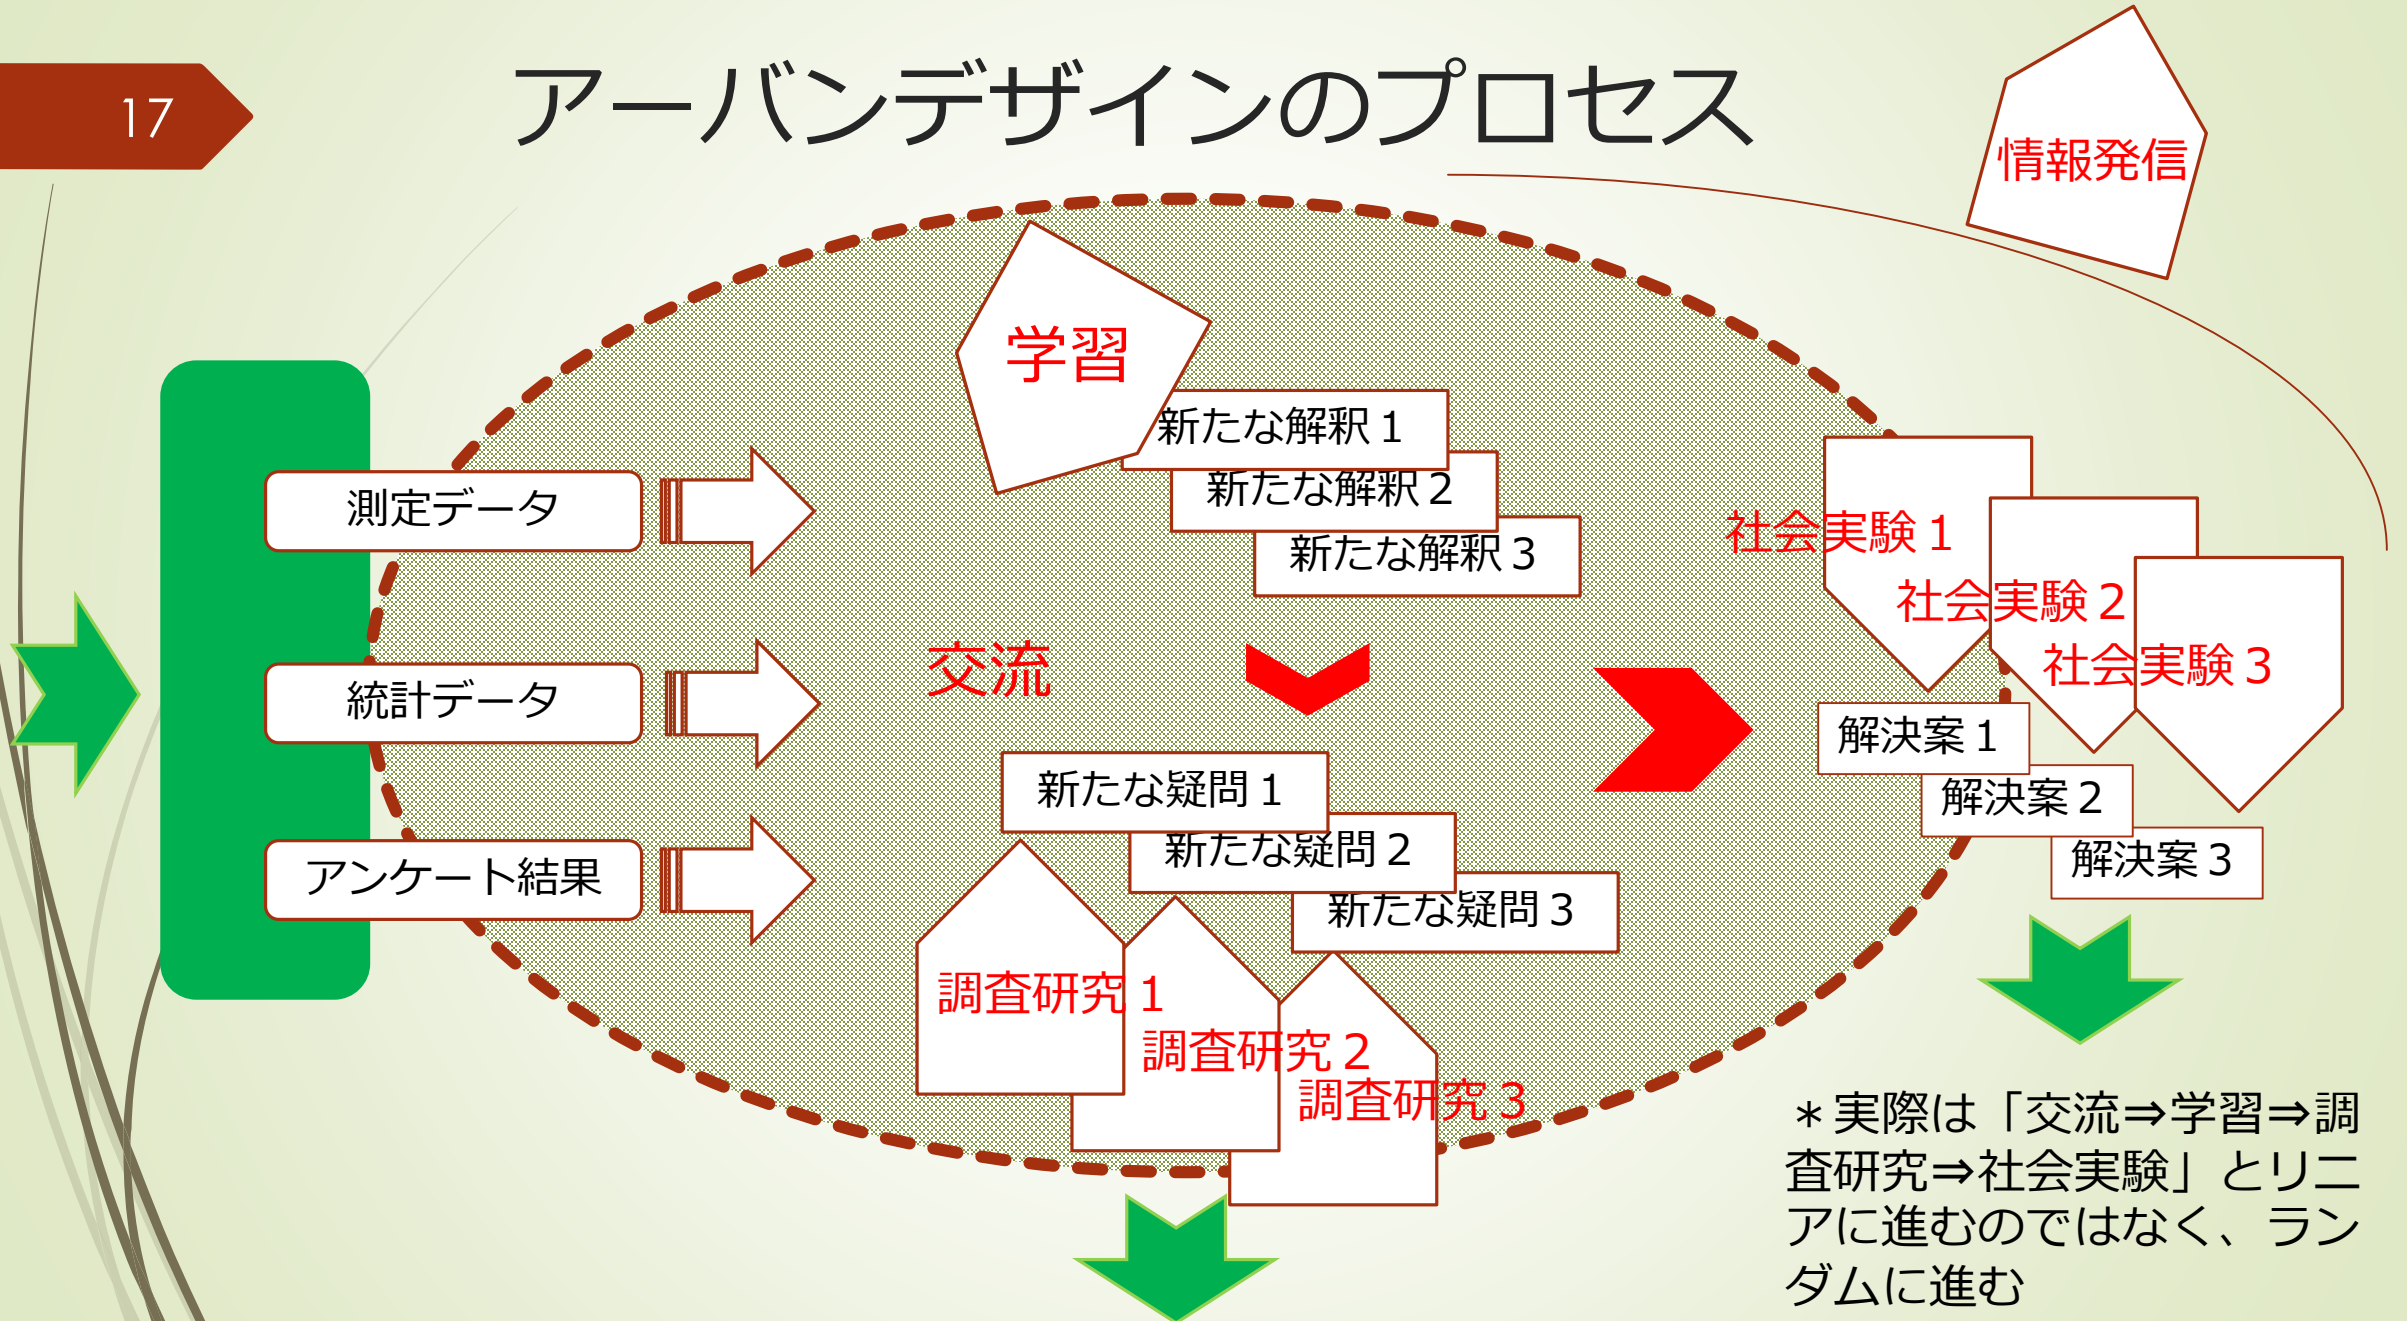 17
アーバンデザインのプロセス
情報発信
学習
新たな解釈１
新たな解釈２
新たな解釈３
測定データ
統計データ
アンケート結果
交流
新たな疑問１
新たな疑問２
新たな疑問３
調査研究１
調査研究２
調査研究３
社会実験１
社会実験２
社会実験３
解決案１
解決案２
解決案３
＊実際は「交流⇒学習⇒調
査研究⇒社会実験」とリニ
アに進むのではなく、ラン
ダムに進む